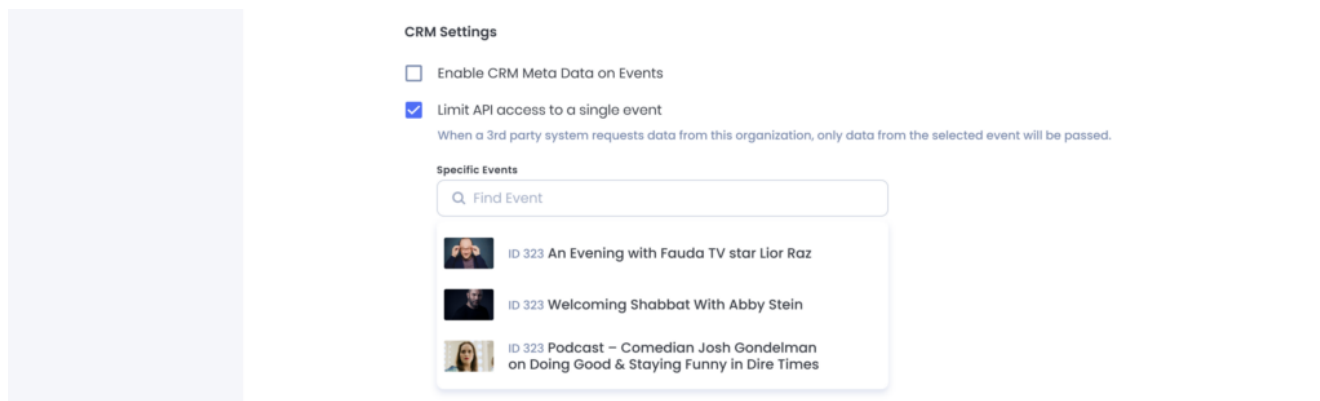 CRM Settings
Enable CRM Meta Data on Events
Limit API access to a single event
When a 3rd party system requests data from this organization, only data from the selected event will be passed.
Specific Events
Find Event
ID 323 An Evening with Fauda TV star Lior Raz
ID 323 Welcoming Shabbat With Abby Stein
ID 323 Podcast – Comedian Josh Gondelman
on Doing Good & Staying Funny in Dire Times